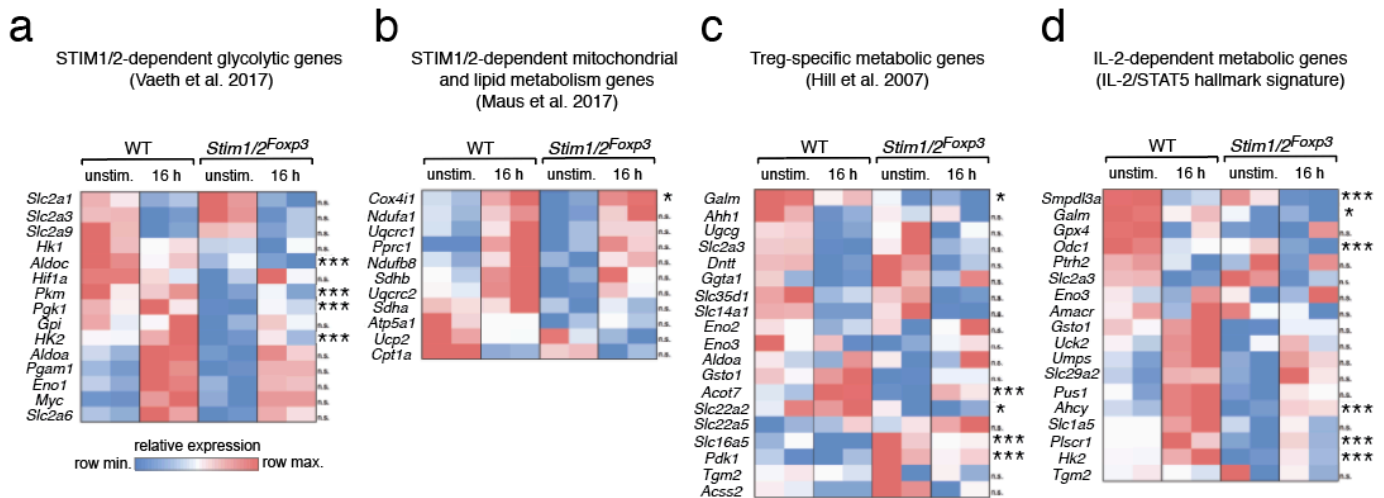 a
STIM1/2-dependent glycolytic genes
(Vaeth et al. 2017)
WT
Stim1/2Foxp3
unstim.
16 h
unstim.
16 h
Slc2a1 n.s.
Slc2a3 n.s.
Slc2a9 n.s.
Hk1 n.s.
Aldoc ***
Hif1a n.s.
Pkm ***
Pgk1 ***
Gpi n.s.
HK2 ***
Aldoa n.s.
Pgam1 n.s.
Eno1 n.s.
Myc n.s.
Slc2a6 n.s.
relative expression
row min.
row max.
b
STIM1/2-dependent mitochondrial
and lipid metabolism genes
(Maus et al. 2017)
WT
Stim1/2Foxp3
unstim.
16 h
unstim.
16 h
Cox4i1 *
Ndufa1 n.s.
Uqcrc1 n.s.
Pprc1 n.s.
Ndufb8 n.s.
Sdhb n.s.
Uqcrc2 n.s.
Sdha n.s.
Atp5a1 n.s.
Ucp2 n.s.
Cpt1a n.s.
c
Treg-specific metabolic genes
(Hill et al. 2007)
WT
Stim1/2Foxp3
unstim.
16 h
unstim.
16 h
Galm *
Ahh1 n.s.
Ugcg n.s.
Slc2a3 n.s.
Dntt n.s.
Ggta1 n.s.
Slc35d1 n.s.
Slc14a1 n.s.
Eno2 n.s.
Eno3 n.s.
Aldoa n.s.
Gsto1 n.s.
Acot7 ***
Slc22a2 *
Slc22a5 n.s.
Slc16a5 ***
Pdk1 ***
Tgm2 n.s.
Acss2 n.s.
d
IL-2-dependent metabolic genes
(IL-2/STAT5 hallmark signature)
WT
Stim1/2Foxp3
unstim.
16 h
unstim.
16 h
Smpdl3a ***
Galm *
Gpx4 n.s.
Odc1 ***
Ptrh2 n.s.
Slc2a3 n.s.
Eno3 n.s.
Amacr n.s.
Gsto1 n.s.
Uck2 n.s.
Umps n.s.
Slc29a2 n.s.
Pus1 n.s.
Ahcy ***
Slc1a5 n.s.
Plscr1 ***
Hk2 ***
Tgm2 n.s.